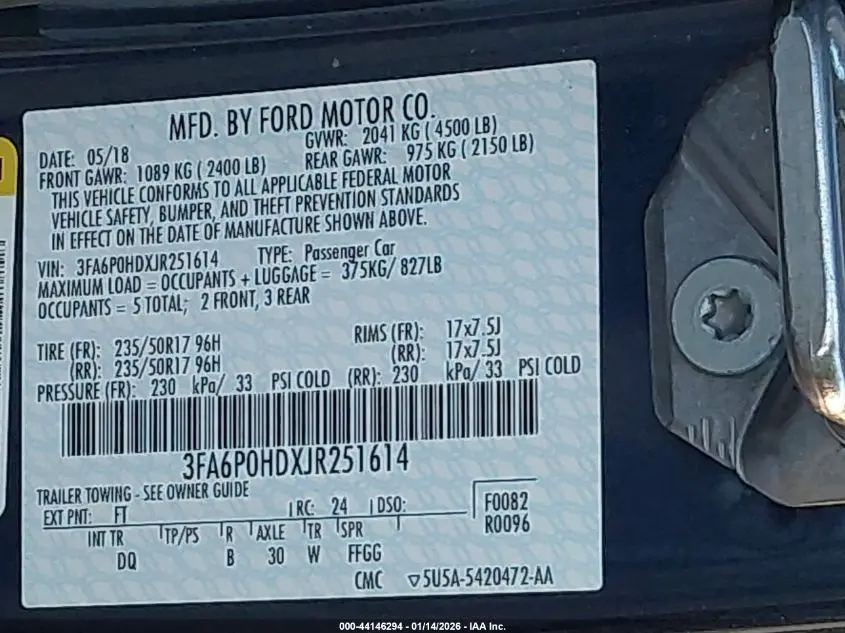 MFD. BY FORD MOTOR CO.
DATE: 05/18 GVWR: 2041 KG ( 4500 LB)
FRONT GAWR: 1089 KG ( 2400 LB) REAR GAWR: 975 KG ( 2150 LB)
THIS VEHICLE CONFORMS TO ALL APPLICABLE FEDERAL MOTOR
VEHICLE SAFETY, BUMPER, AND THEFT PREVENTION STANDARDS
IN EFFECT ON THE DATE OF MANUFACTURE SHOWN ABOVE.
VIN: 3FA6P0HDXJR251614 TYPE: Passenger Car
MAXIMUM LOAD = OCCUPANTS + LUGGAGE = 375KG/ 827LB
OCCUPANTS = 5 TOTAL; 2 FRONT, 3 REAR
TIRE (FR): 235/50R17 96H RIMS (FR): 17x7.5J
(RR): 235/50R17 96H (RR): 17x7.5J
PRESSURE (FR): 230 kPa/ 33 PSI COLD (RR): 230 kPa/ 33 PSI COLD
3FA6P0HDXJR251614
TRAILER TOWING - SEE OWNER GUIDE
EXT PNT: FT RC: 24 DSO: F0082
R0096
INT TR TP/PS R AXLE TR SPR
DQ B 30 W FFGG
CMC ▽5U5A-5420472-AA
000-44146294 - 01/14/2026 - IAA Inc.